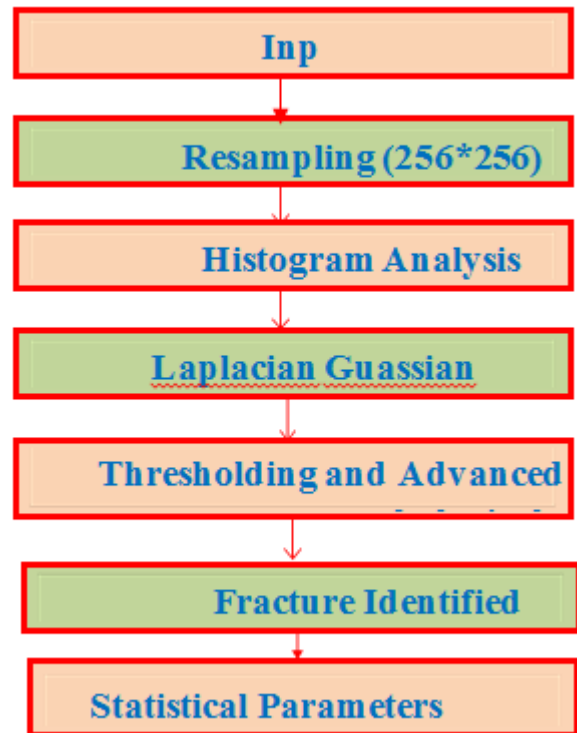 Inp
Resampling (256*256)
Histogram Analysis
Laplacian Guassian
Thresholding and Advanced
Fracture Identified
Statistical Parameters